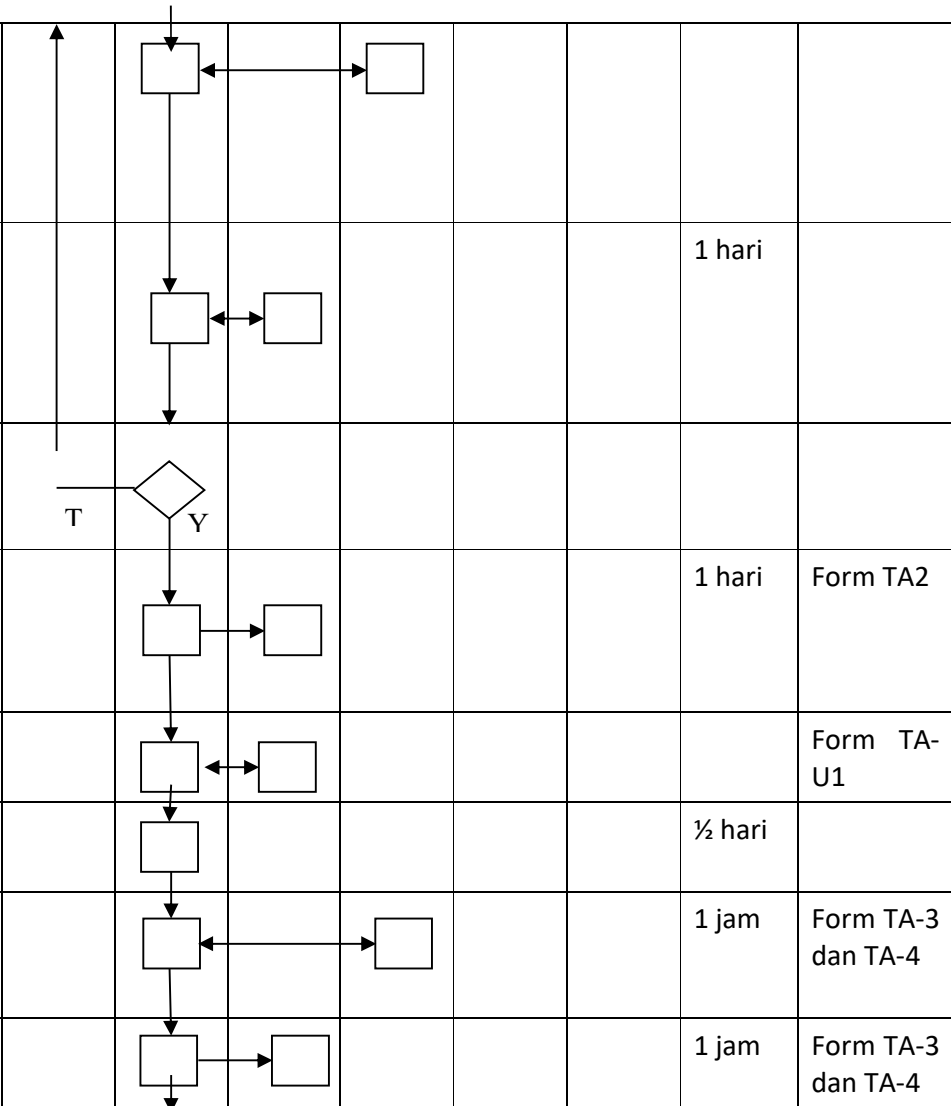 1 hari
T
Y
1 hari
Form TA2
Form TA-
U1
½ hari
1 jam
Form TA-3
dan TA-4
1 jam
Form TA-3
dan TA-4